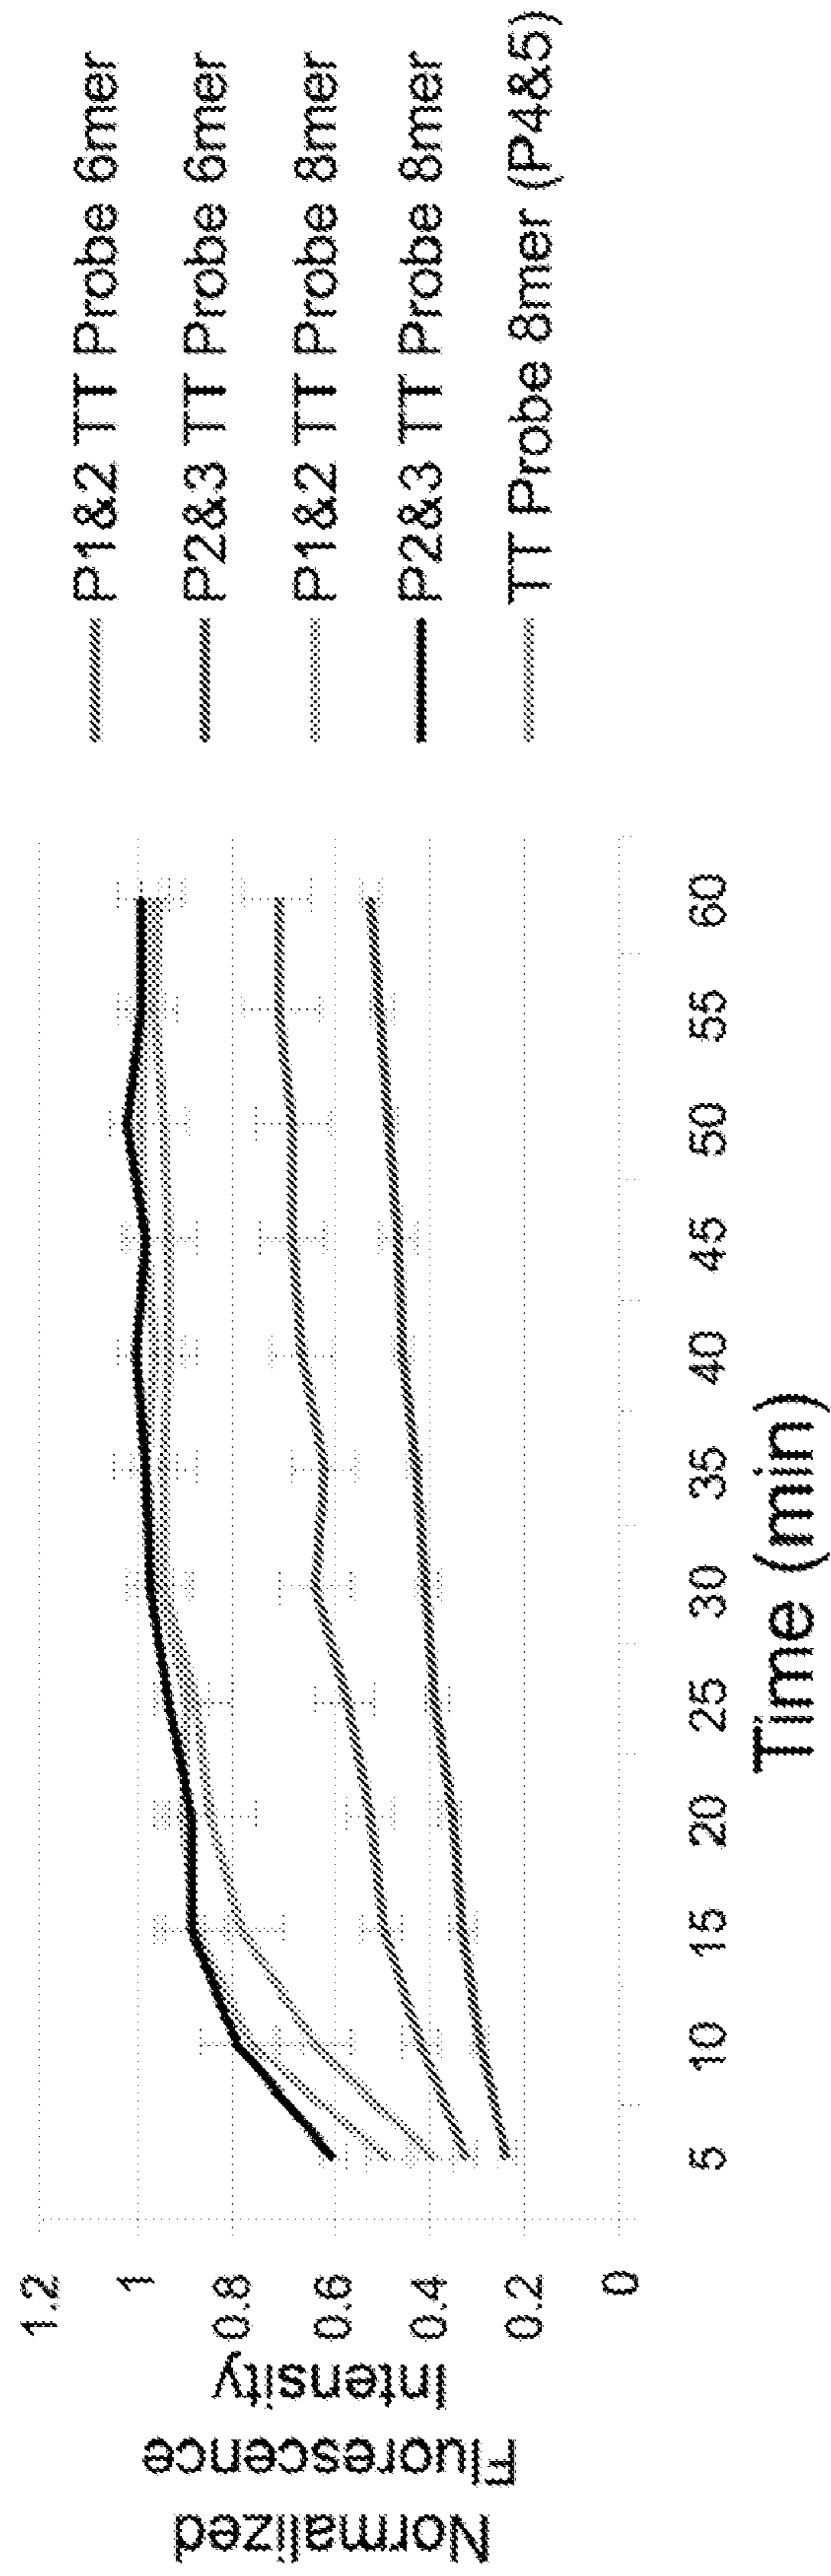 Normalized
Fluorescence
Intensity
1.2
1
0.8
0.6
0.4
0.2
0
5 10 15 20 25 30 35 40 45 50 55 60
Time (min)
P1&2 TT Probe 6mer
P2&3 TT Probe 6mer
P1&2 TT Probe 8mer
P2&3 TT Probe 8mer
TT Probe 8mer (P4&5)